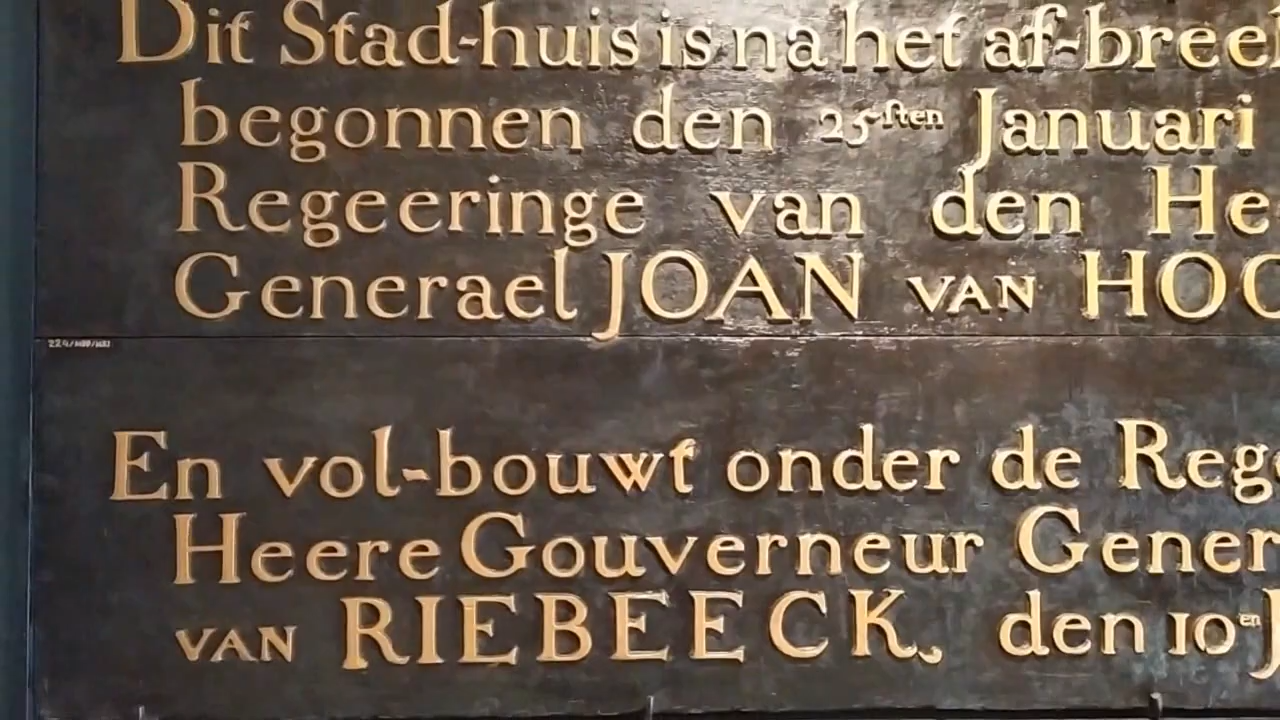 Dit Stad-huis is na het af-breek
begonnen den 25sten Januari
Regeeringe van den He
Generael JOAN VAN HOO
En vol-bouwt onder de Rege
Heere Gouverneur Gener
VAN RIEBEECK. den 10en J